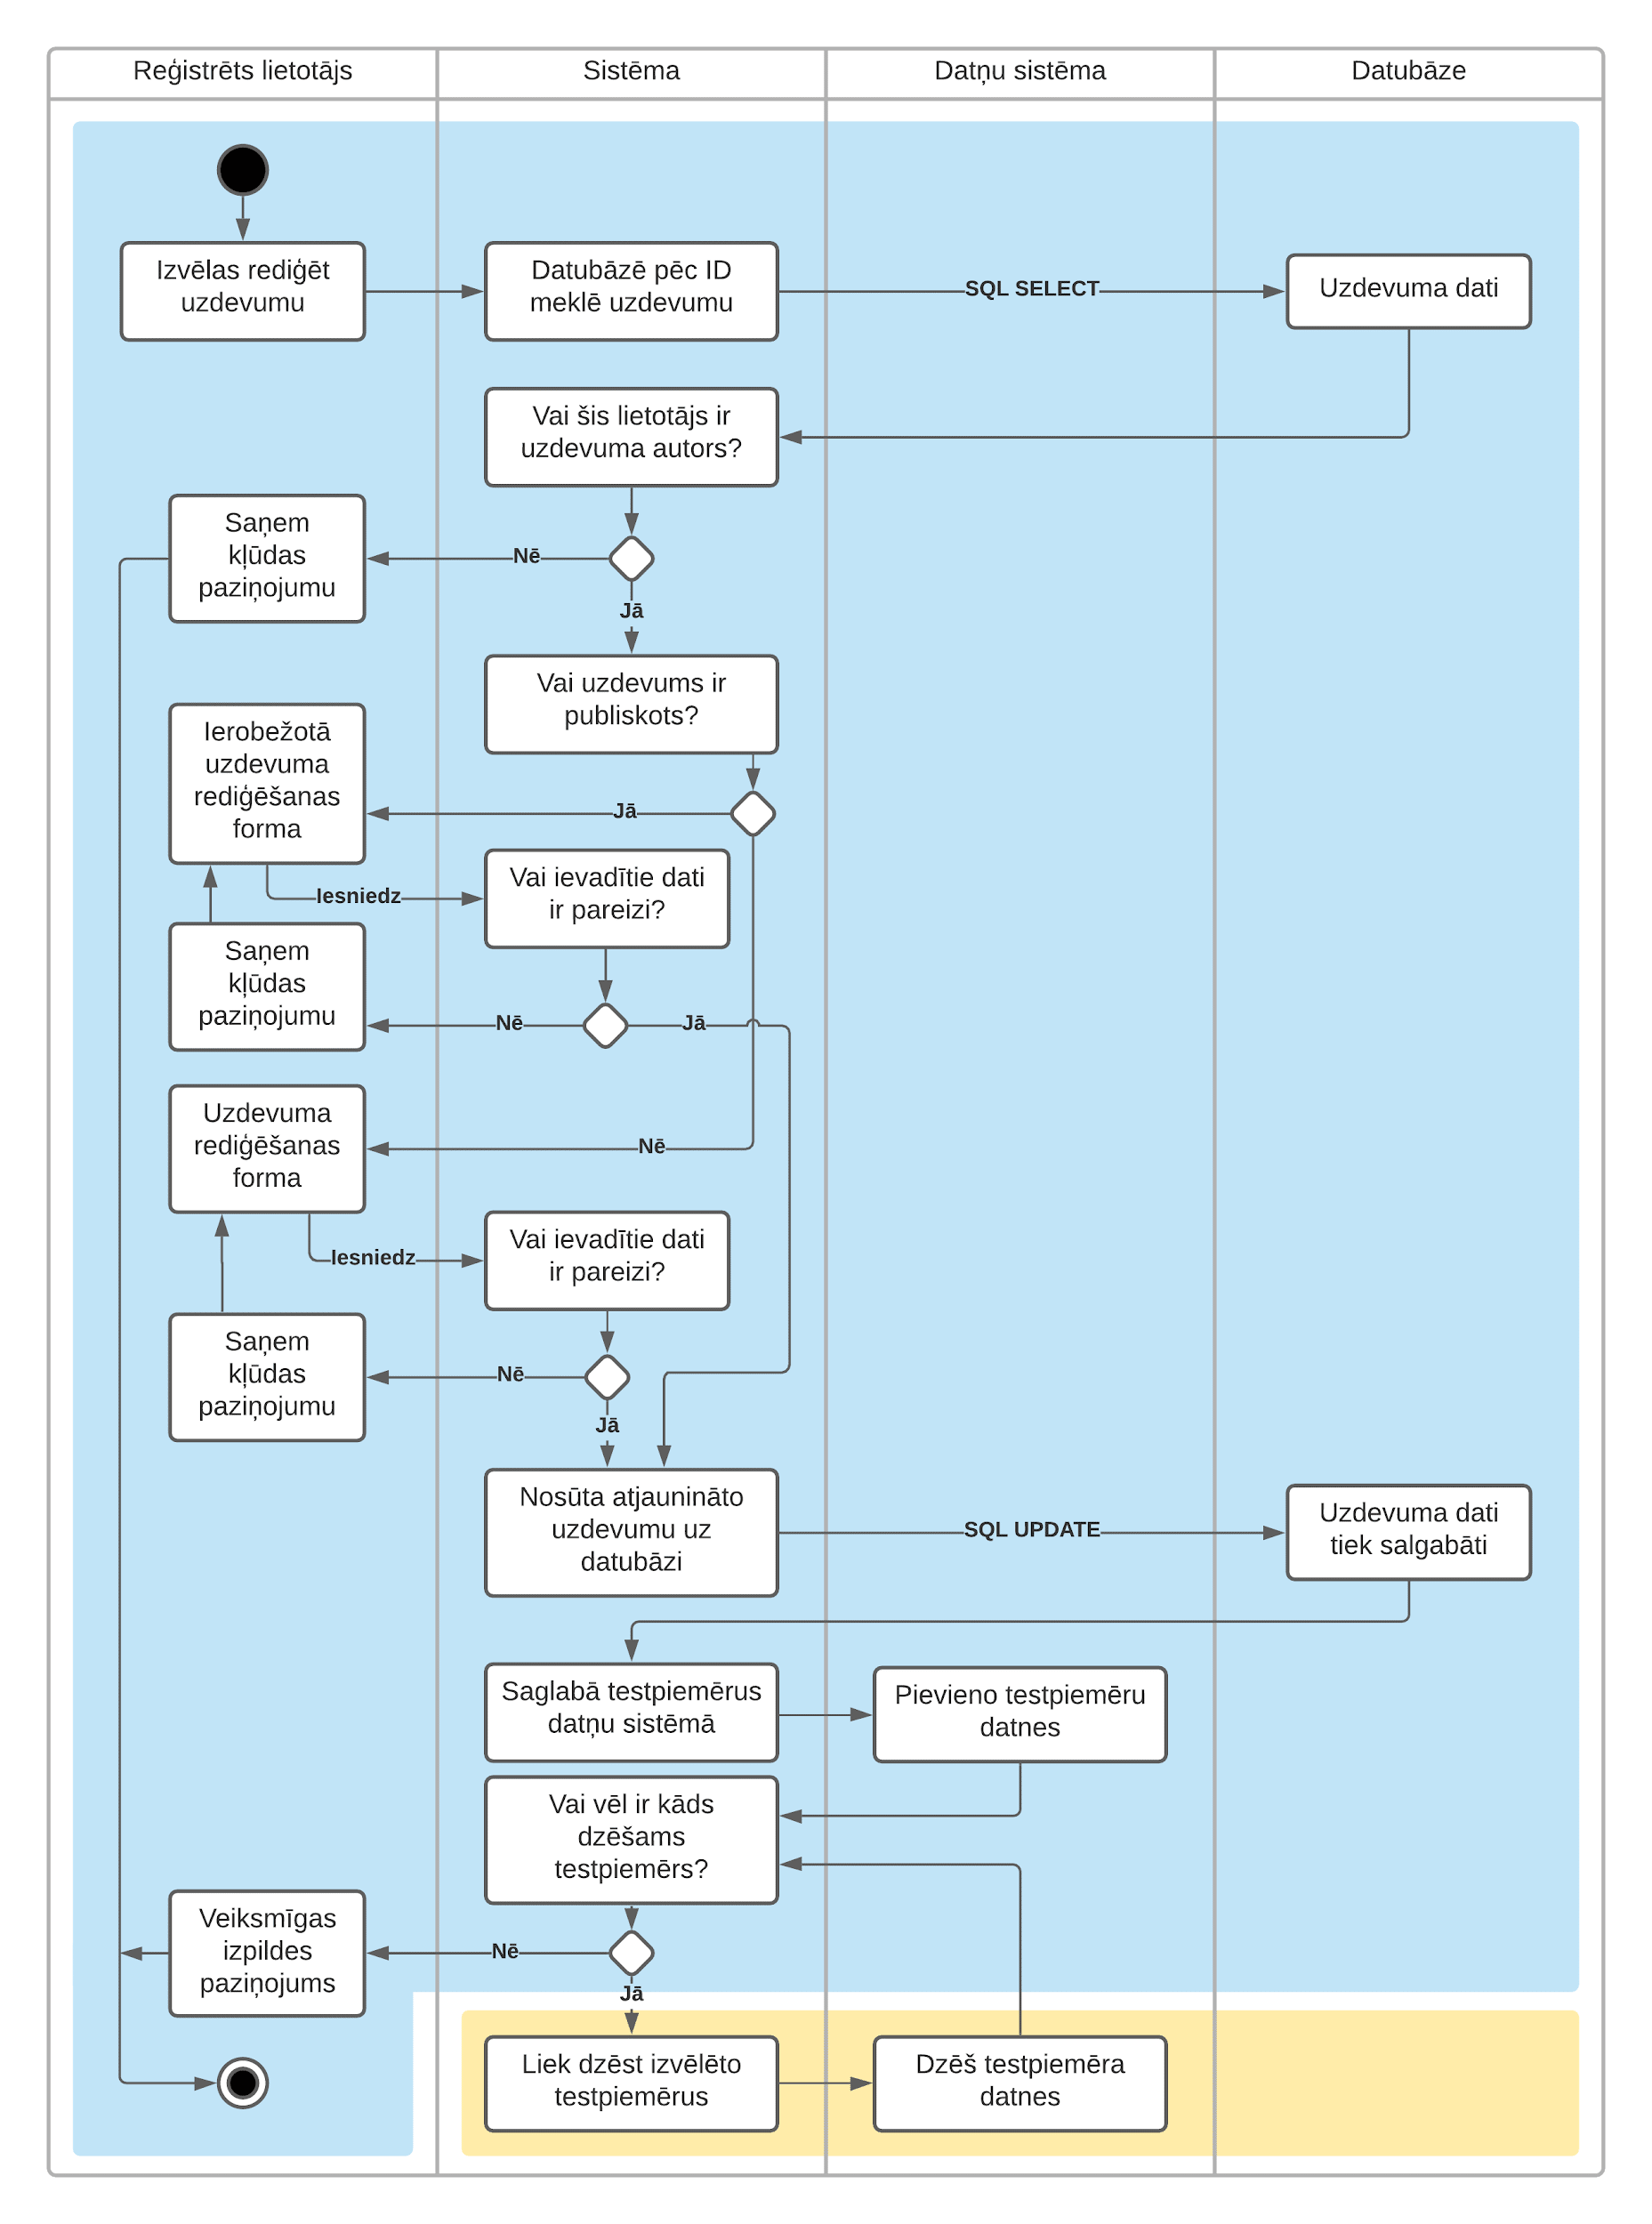 Reģistrēts lietotājs
Sistēma
Datņu sistēma
Datubāze
Izvēlas rediģēt
uzdevumu
Datubāzē pēc ID
meklē uzdevumu
SQL SELECT
Uzdevuma dati
Vai šis lietotājs ir
uzdevuma autors?
Saņem
kļūdas
paziņojumu
Nē
Jā
Vai uzdevums ir
publiskots?
Ierobežotā
uzdevuma
rediģēšanas
forma
Jā
Iesniedz
Vai ievadītie dati
ir pareizi?
Saņem
kļūdas
paziņojumu
Nē
Jā
Uzdevuma
rediģēšanas
forma
Nē
Iesniedz
Vai ievadītie dati
ir pareizi?
Saņem
kļūdas
paziņojumu
Nē
Jā
Nosūta atjaunināto
uzdevumu uz
datubāzi
SQL UPDATE
Uzdevuma dati
tiek salgabāti
Saglabā testpiemērus
datņu sistēmā
Pievieno testpiemēru
datnes
Vai vēl ir kāds
dzēšams
testpiemērs?
Veiksmīgas
izpildes
paziņojums
Nē
Jā
Liek dzēst izvēlēto
testpiemērus
Dzēš testpiemēra
datnes